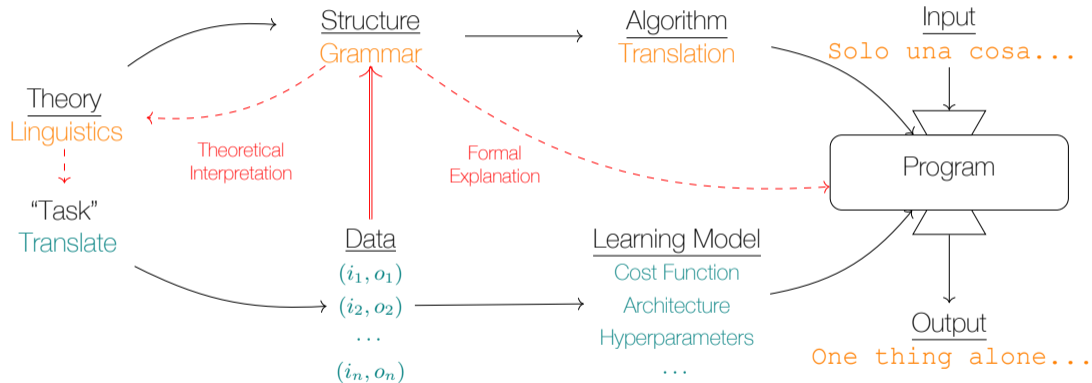 Structure
Grammar
Algorithm
Translation
Input
Solo una cosa...
Theory
Linguistics
Theoretical
Interpretation
Formal
Explanation
Program
“Task”
Translate
Data
(i₁, o₁)
(i₂, o₂)
...
(iₙ, oₙ)
Learning Model
Cost Function
Architecture
Hyperparameters
...
Output
One thing alone...